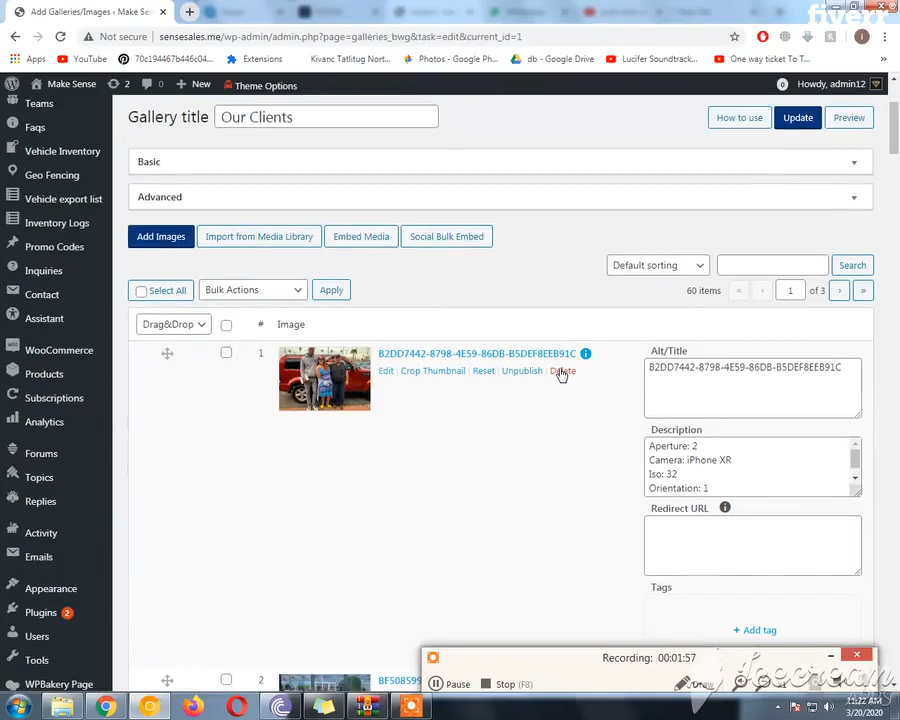 Add Galleries/Images ‹ Make Sense
fiverr
Not secure | sensesales.me/wp-admin/admin.php?page=galleries_bwg&task=edit&current_id=1
Apps YouTube 70c194467b446c04... Extensions Kivanc Tatlitug Nort... Photos - Google Ph... db - Google Drive Lucifer Soundtrack... One way ticket To T...
Make Sense 2 0 + New Theme Options 0 Howdy, admin12
Teams
Faqs
Vehicle Inventory
Geo Fencing
Vehicle export list
Inventory Logs
Promo Codes
Inquiries
Contact
Assistant
WooCommerce
Products
Subscriptions
Analytics
Forums
Topics
Replies
Activity
Emails
Appearance
Plugins 2
Users
Tools
WPBakery Page
Gallery title Our Clients How to use Update Preview
Basic
Advanced
Add Images Import from Media Library Embed Media Social Bulk Embed
Default sorting Search
Select All Bulk Actions Apply 60 items « ‹ 1 of 3 › »
Drag&Drop # Image
1 B2DD7442-8798-4E59-86DB-B5DEF8EEB91C
Edit | Crop Thumbnail | Reset | Unpublish | Delete
Alt/Title
B2DD7442-8798-4E59-86DB-B5DEF8EEB91C
Description
Aperture: 2
Camera: iPhone XR
Iso: 32
Orientation: 1
Redirect URL
Tags
+ Add tag
2 BF508599
Recording: 00:01:57
Pause Stop (F8) Draw
Icecream
11:22 AM
3/20/2020